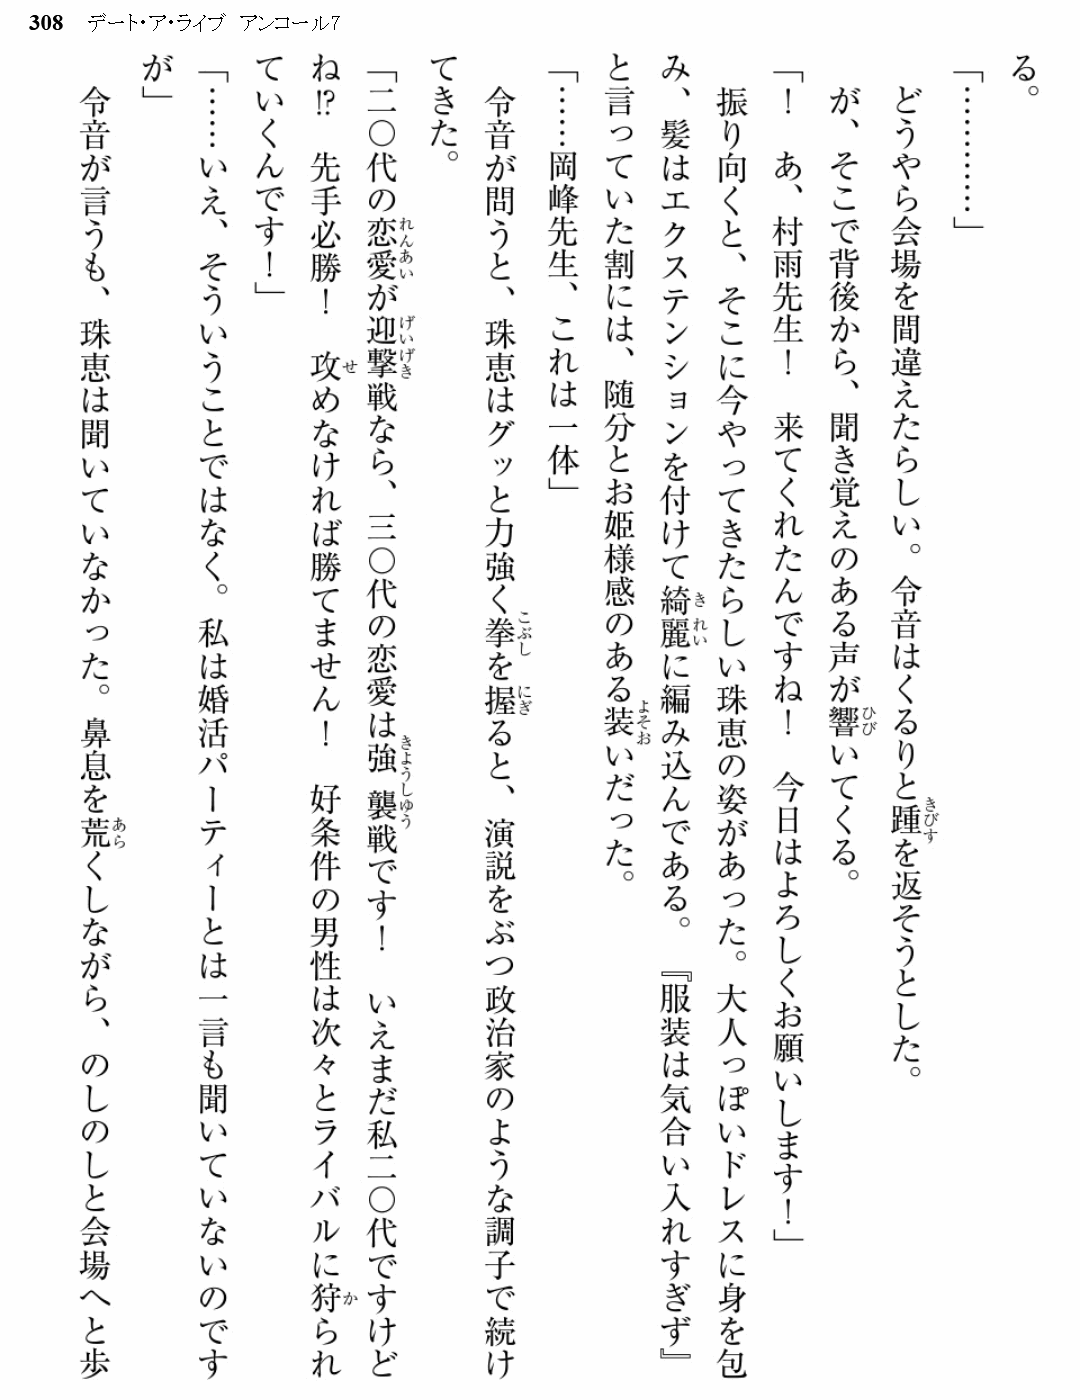 308 デート・ア・ライブ アンコール7
る。
「…………」
どうやら会場を間違えたらしい。令音はくるりと踵を返そうとした。
が、そこで背後から、聞き覚えのある声が響いてくる。
「！　あ、村雨先生！　来てくれたんですね！　今日はよろしくお願いします！」
振り向くと、そこに今やってきたらしい珠恵の姿があった。大人っぽいドレスに身を包
み、髪はエクステンションを付けて綺麗に編み込んである。『服装は気合い入れすぎず』
と言っていた割には、随分とお姫様感のある装いだった。
「……岡峰先生、これは一体」
令音が問うと、珠恵はグッと力強く拳を握ると、演説をぶつ政治家のような調子で続け
てきた。
「二〇代の恋愛が迎撃戦なら、三〇代の恋愛は強襲戦です！　いえまだ私二〇代ですけど
ね⁉　先手必勝！　攻めなければ勝てません！　好条件の男性は次々とライバルに狩られ
ていくんです！」
「……いえ、そういうことではなく。私は婚活パーティーとは一言も聞いていないのです
が」
令音が言うも、珠恵は聞いていなかった。鼻息を荒くしながら、のしのしと会場へと歩